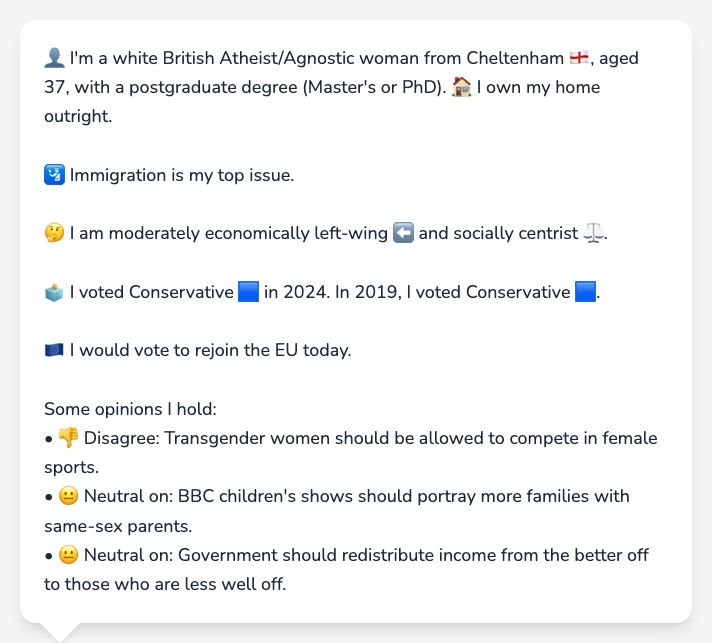 👤 I'm a white British Atheist/Agnostic woman from Cheltenham 🏴󠁧󠁢󠁥󠁮󠁧󠁿, aged
37, with a postgraduate degree (Master's or PhD). 🏠 I own my home
outright.
🛂 Immigration is my top issue.
🤔 I am moderately economically left-wing ⬅️ and socially centrist ⚖️.
🗳️ I voted Conservative 🟦 in 2024. In 2019, I voted Conservative 🟦.
🇪🇺 I would vote to rejoin the EU today.
Some opinions I hold:
• 👎 Disagree: Transgender women should be allowed to compete in female
sports.
• 😐 Neutral on: BBC children's shows should portray more families with
same-sex parents.
• 😐 Neutral on: Government should redistribute income from the better off
to those who are less well off.